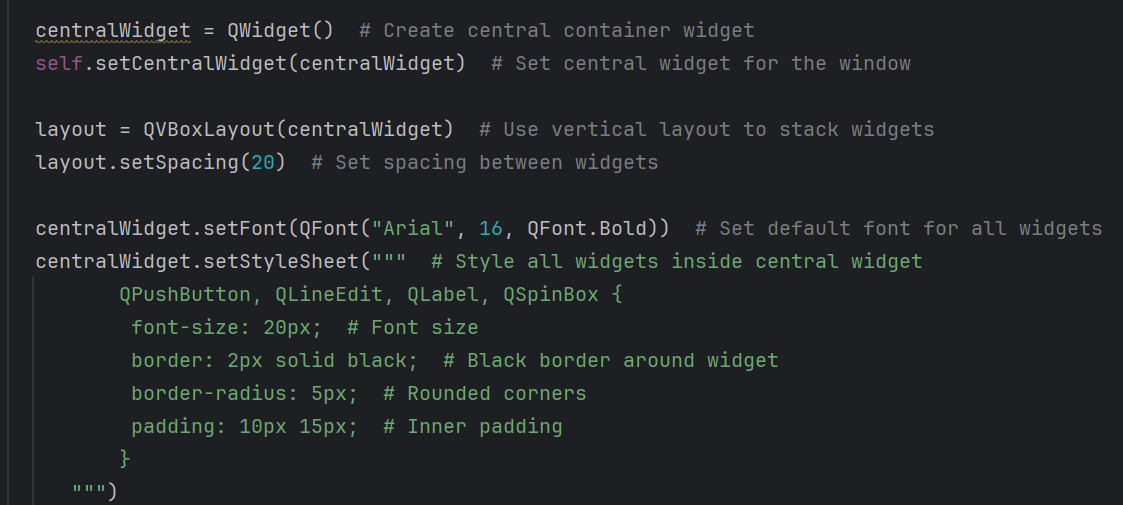 centralWidget = QWidget()  # Create central container widget
self.setCentralWidget(centralWidget)  # Set central widget for the window
layout = QVBoxLayout(centralWidget)  # Use vertical layout to stack widgets
layout.setSpacing(20)  # Set spacing between widgets
centralWidget.setFont(QFont("Arial", 16, QFont.Bold))  # Set default font for all widgets
centralWidget.setStyleSheet("""  # Style all widgets inside central widget
QPushButton, QLineEdit, QLabel, QSpinBox {
font-size: 20px;  # Font size
border: 2px solid black;  # Black border around widget
border-radius: 5px;  # Rounded corners
padding: 10px 15px;  # Inner padding
}
""")